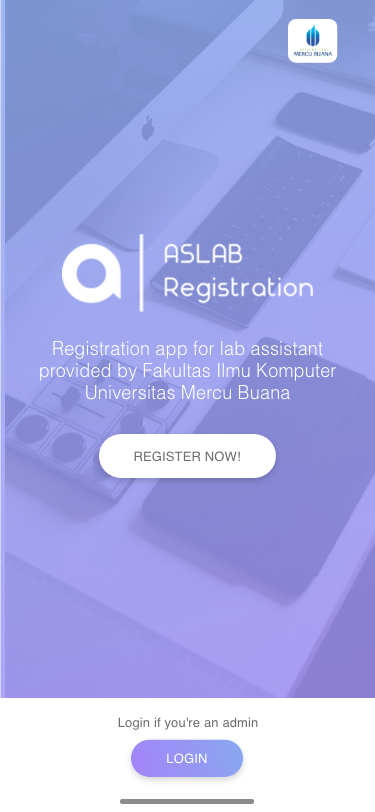 MERCU BUANA
ASLAB
Registration
Registration app for lab assistant
provided by Fakultas Ilmu Komputer
Universitas Mercu Buana
REGISTER NOW!
Login if you're an admin
LOGIN